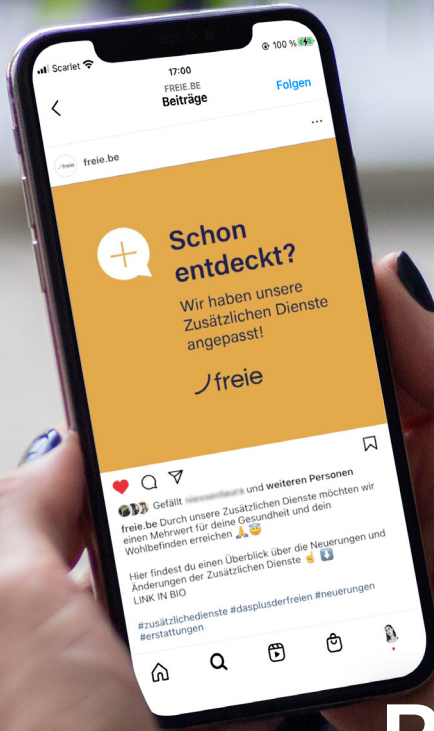 Scarlet
17:00
100 %
FREIE.BE
Beiträge
Folgen
freie
freie.be
Schon
entdeckt?
Wir haben unsere
Zusätzlichen Dienste
angepasst!
freie
Gefällt und weiteren Personen
freie.be Durch unsere Zusätzlichen Dienste möchten wir
einen Mehrwert für deine Gesundheit und dein
Wohlbefinden erreichen 🙏😇
Hier findest du einen Überblick über die Neuerungen und
Änderungen der Zusätzlichen Dienste ☝️⬇️
LINK IN BIO
#zusätzlichedienste #dasplusderfreien #neuerungen
#erstattungen